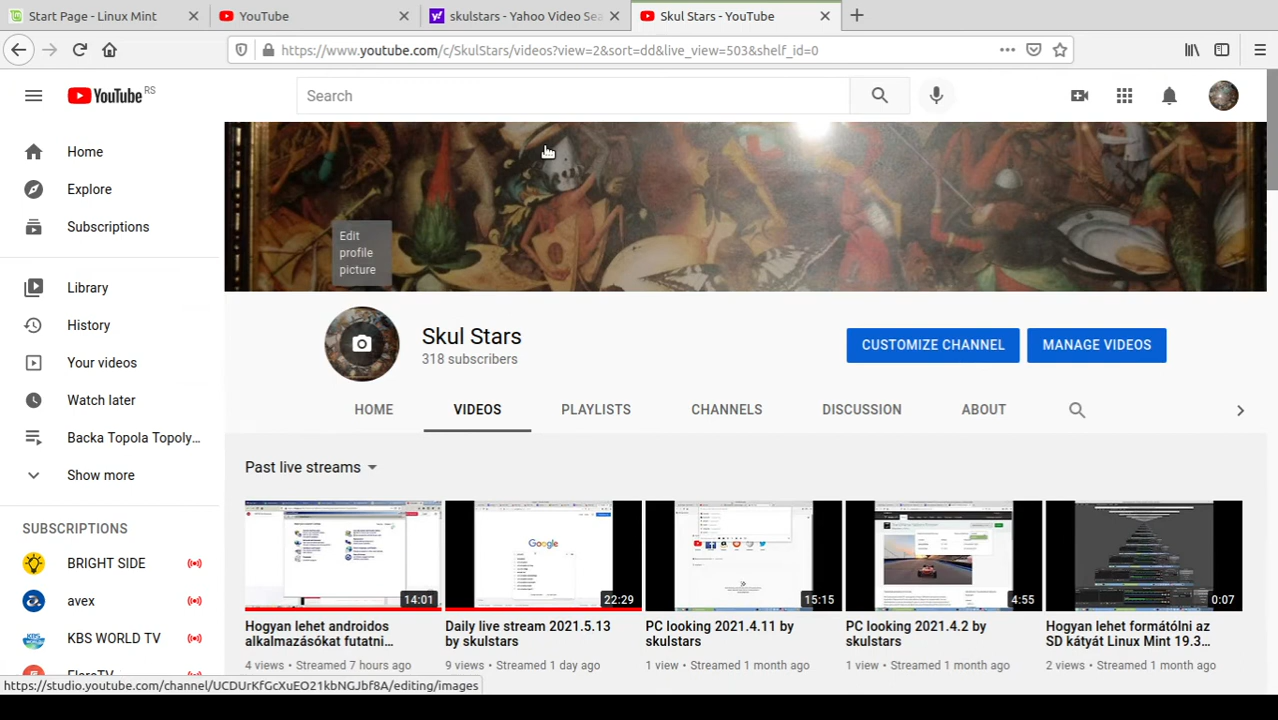 Start Page - Linux Mint
YouTube
skulstars - Yahoo Video Sea
Skul Stars - YouTube
https://www.youtube.com/c/SkulStars/videos?view=2&sort=dd&live_view=503&shelf_id=0
YouTube RS
Search
Home
Explore
Subscriptions
Library
History
Your videos
Watch later
Backa Topola Topoly...
Show more
SUBSCRIPTIONS
BRIGHT SIDE
avex
KBS WORLD TV
Edit
profile
picture
Skul Stars
318 subscribers
CUSTOMIZE CHANNEL
MANAGE VIDEOS
HOME VIDEOS PLAYLISTS CHANNELS DISCUSSION ABOUT
Past live streams
14:01
Hogyan lehet androidos
alkalmazásokat futatni...
4 views • Streamed 7 hours ago
Google
22:29
Daily live stream 2021.5.13
by skulstars
9 views • Streamed 1 day ago
15:15
PC looking 2021.4.11 by
skulstars
1 view • Streamed 1 month ago
4:55
PC looking 2021.4.2 by
skulstars
1 view • Streamed 1 month ago
0:07
Hogyan lehet formátolni az
SD kátyát Linux Mint 19.3...
2 views • Streamed 1 month ago
https://studio.youtube.com/channel/UCDUrKfGcXuEO21kbNGJbf8A/editing/images